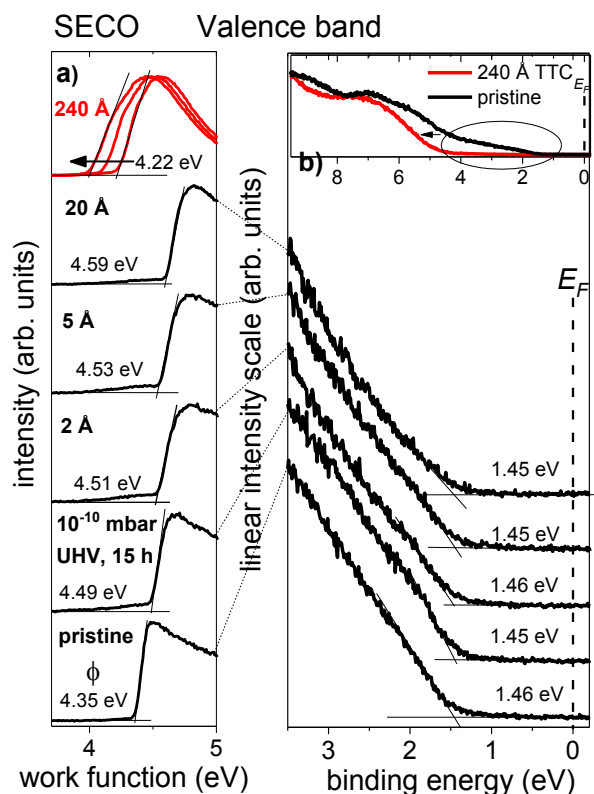 SECO
Valence band
a)
240 Å
4.22 eV
20 Å
4.59 eV
5 Å
4.53 eV
2 Å
4.51 eV
10⁻¹⁰ mbar
UHV, 15 h
4.49 eV
pristine
ϕ
4.35 eV
intensity (arb. units)
4
5
work function (eV)
240 Å TTC
pristine
E_F
8
6
4
2
0
b)
linear intensity scale (arb. units)
E_F
1.45 eV
1.45 eV
1.46 eV
1.45 eV
1.46 eV
3
2
1
0
binding energy (eV)